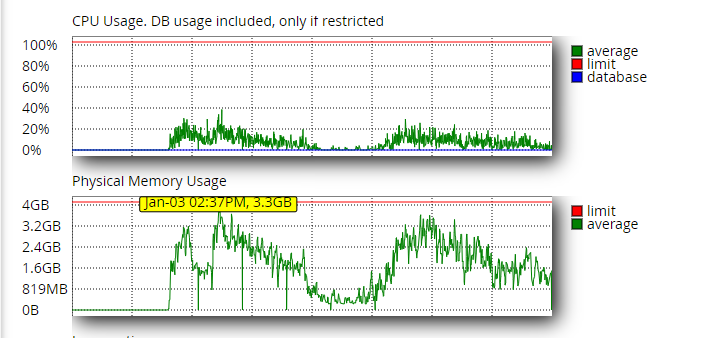 CPU Usage. DB usage included, only if restricted
100%
80%
60%
40%
20%
0%
average
limit
database
Physical Memory Usage
4GB
3.2GB
2.4GB
1.6GB
819MB
0B
Jan-03 02:37PM, 3.3GB
limit
average